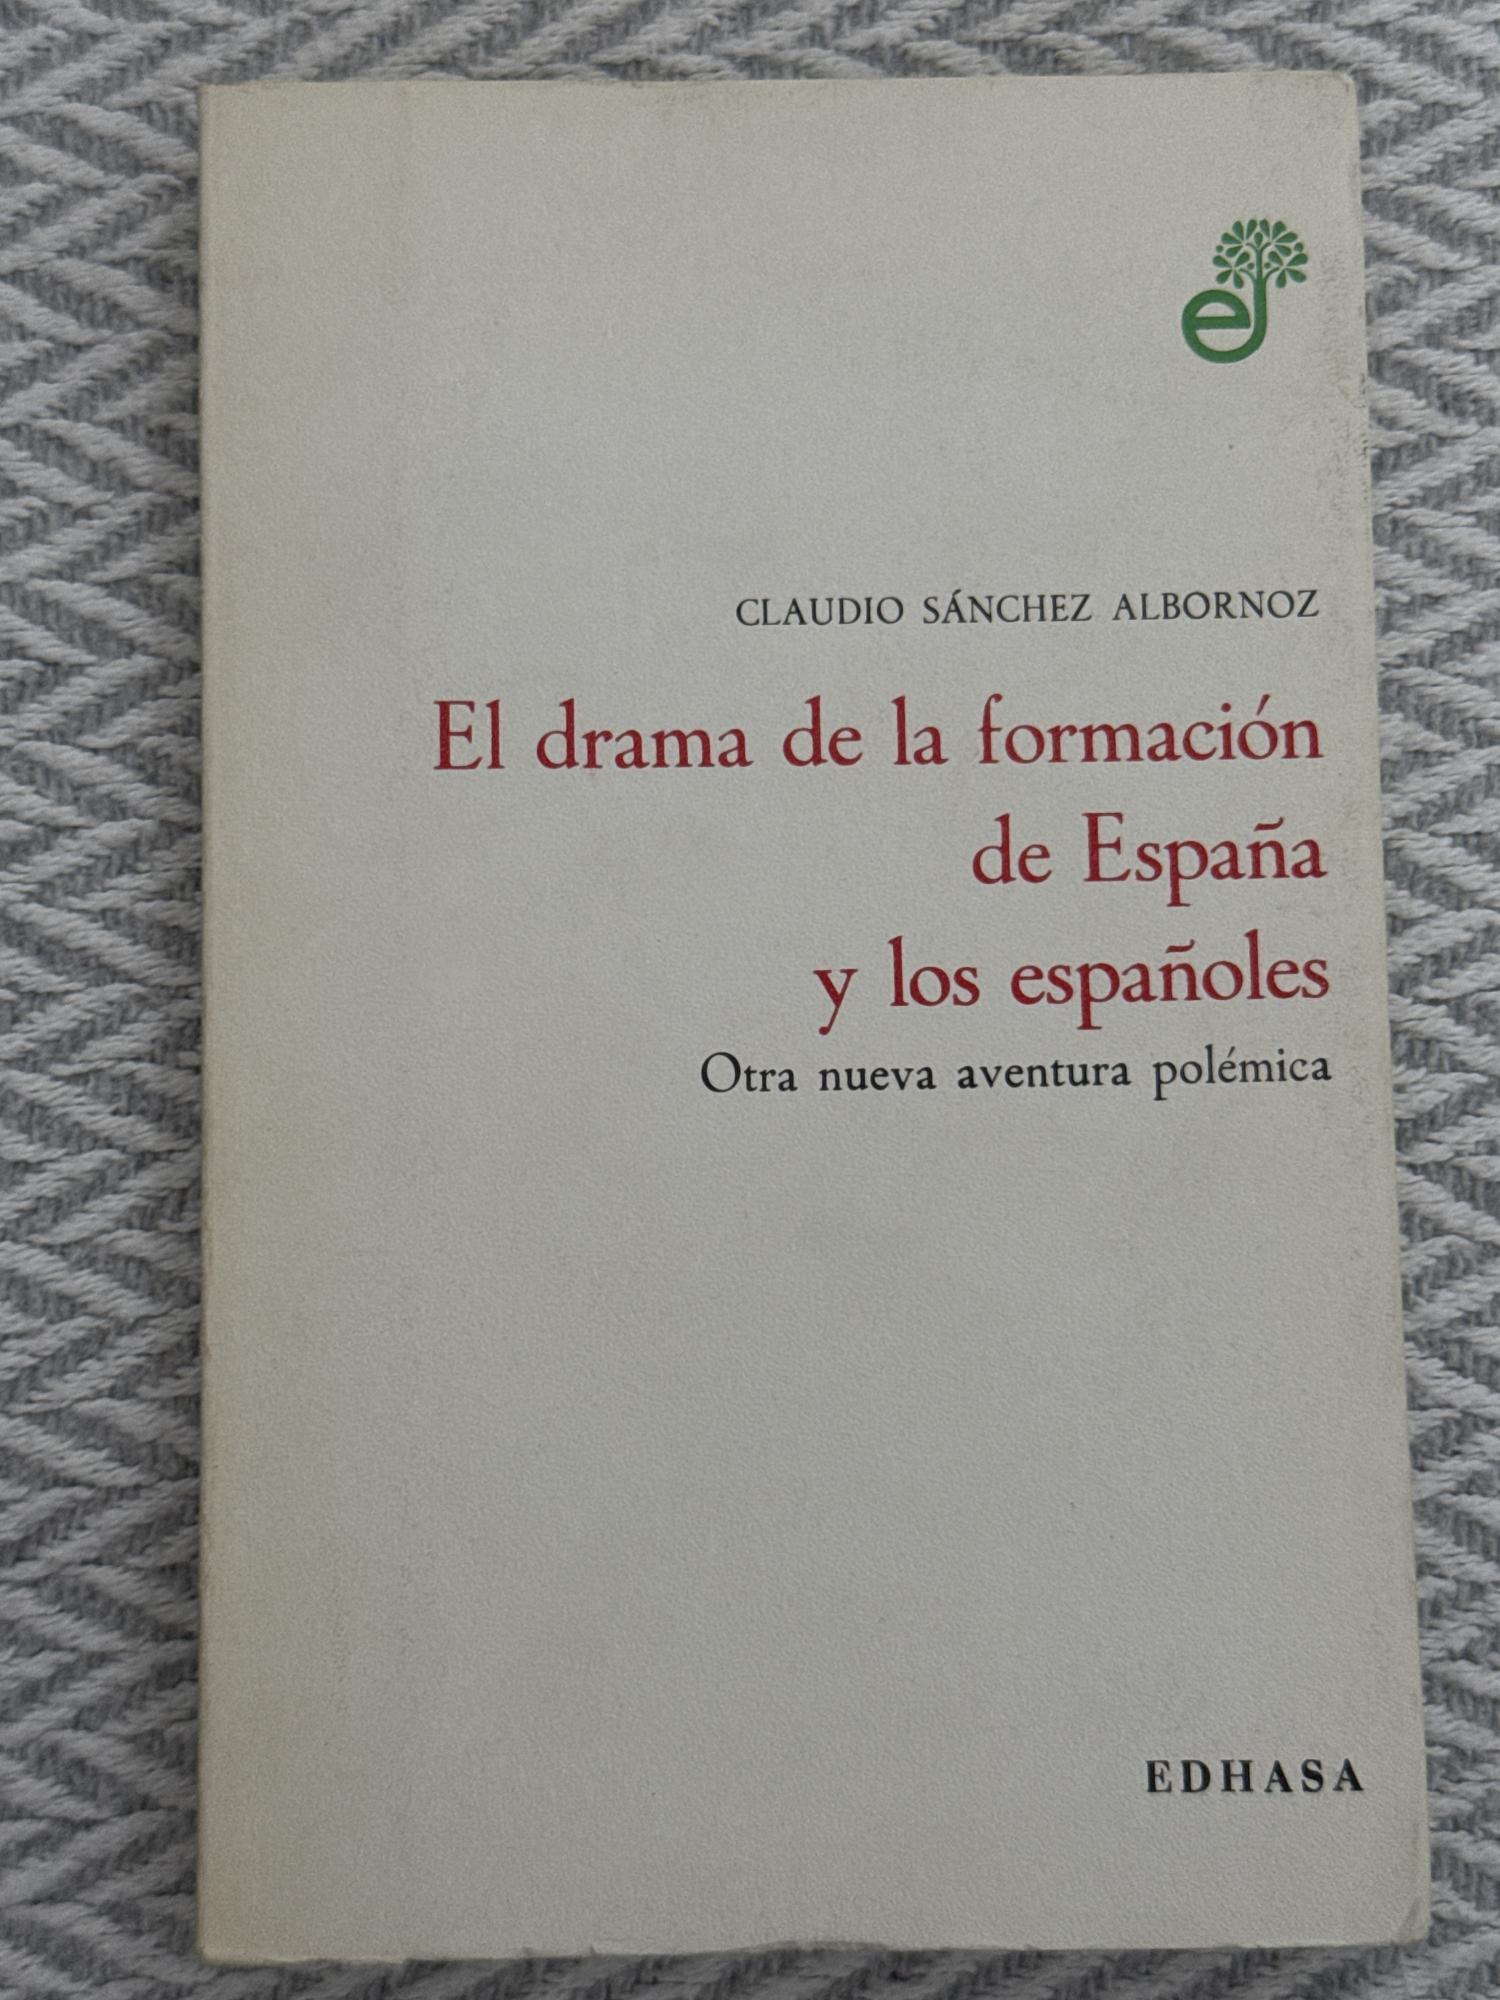 CLAUDIO SÁNCHEZ ALBORNOZ
El drama de la formación
de España
y los españoles
Otra nueva aventura polémica
EDHASA